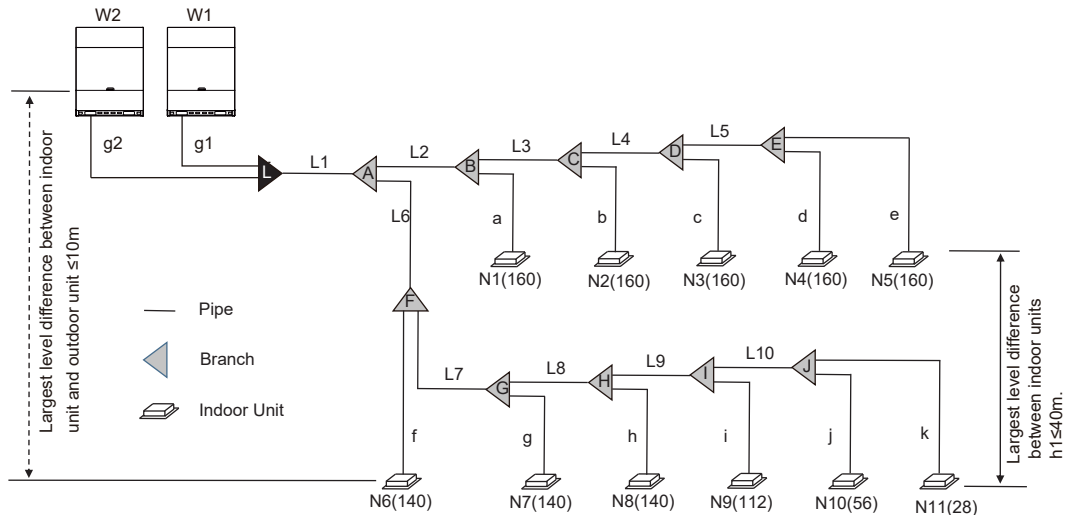 W2
W1
g2
g1
L
L1
A
L2
B
L3
C
L4
D
L5
E
L6
a
b
c
d
e
N1(160)
N2(160)
N3(160)
N4(160)
N5(160)
F
Pipe
Branch
Indoor Unit
L7
G
L8
H
L9
I
L10
J
f
g
h
i
j
k
N6(140)
N7(140)
N8(140)
N9(112)
N10(56)
N11(28)
Largest level difference between indoor
unit and outdoor unit ≤10m
Largest level difference
between indoor units
h1≤40m.